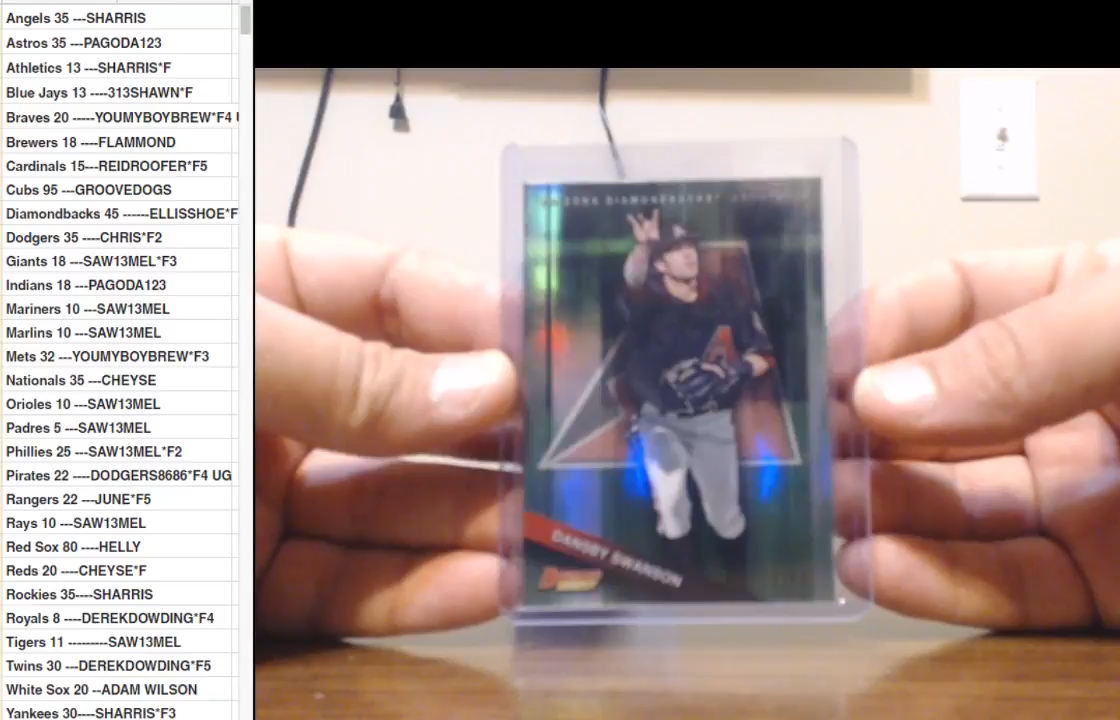 Angels 35 ---SHARRIS
Astros 35 ---PAGODA123
Athletics 13 ---SHARRIS*F
Blue Jays 13 ----313SHAWN*F
Braves 20 -----YOUMYBOYBREW*F4 U
Brewers 18 ----FLAMMOND
Cardinals 15---REIDROOFER*F5
Cubs 95 ---GROOVEDOGS
Diamondbacks 45 ------ELLISSHOE*F
Dodgers 35 ----CHRIS*F2
Giants 18 ---SAW13MEL*F3
Indians 18 ---PAGODA123
Mariners 10 ---SAW13MEL
Marlins 10 ---SAW13MEL
Mets 32 ---YOUMYBOYBREW*F3
Nationals 35 ---CHEYSE
Orioles 10 ---SAW13MEL
Padres 5 ---SAW13MEL
Phillies 25 ---SAW13MEL*F2
Pirates 22 ----DODGERS8686*F4 UG
Rangers 22 ---JUNE*F5
Rays 10 ---SAW13MEL
Red Sox 80 ----HELLY
Reds 20 ----CHEYSE*F
Rockies 35----SHARRIS
Royals 8 ----DEREKDOWDING*F4
Tigers 11 ---------SAW13MEL
Twins 30 ---DEREKDOWDING*F5
White Sox 20 --ADAM WILSON
Yankees 30----SHARRIS*F3
DIAMONDBACKS
A
DANSBY SWANSON